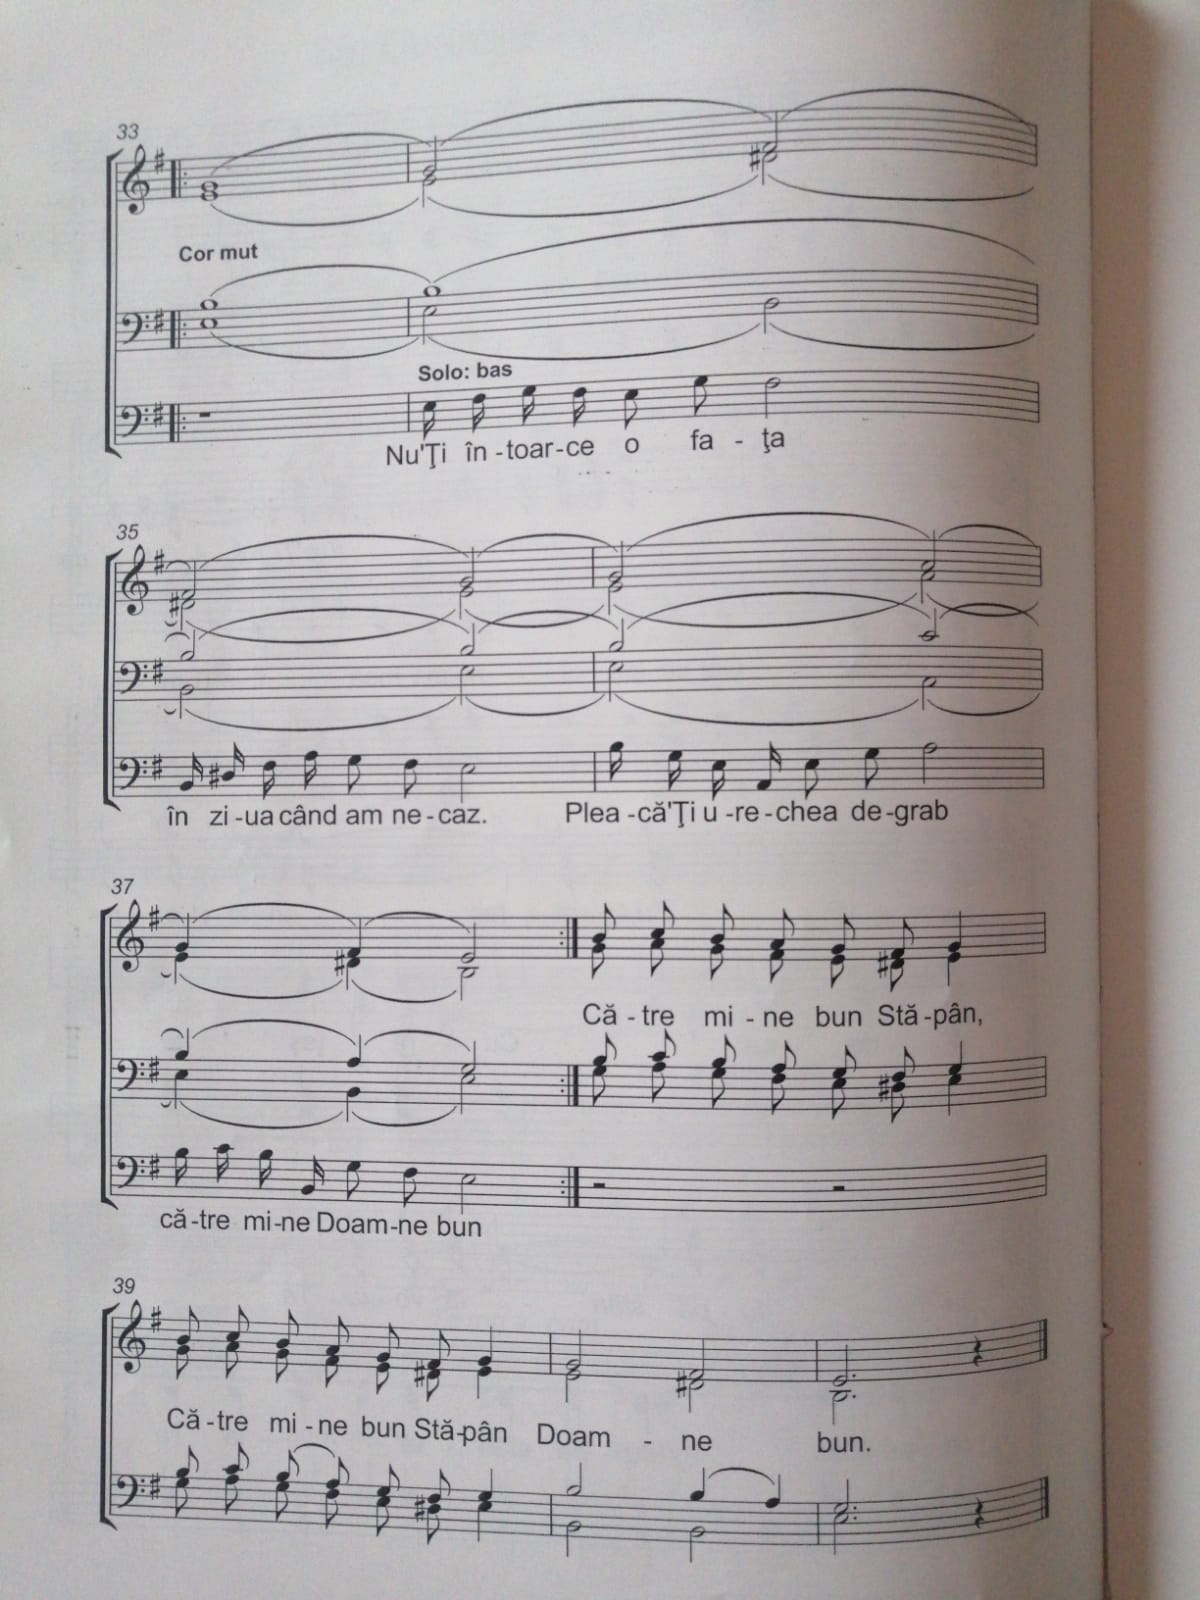 33
Cor mut
Solo: bas
Nu'Ţi în-toar-ce o fa-ţa
35
în zi-ua când am ne-caz. Plea-că'Ţi u-re-chea de-grab
37
Că-tre mi-ne bun Stă-pân,
că-tre mi-ne Doam-ne bun
39
Că-tre mi-ne bun Stă-pân Doam-ne bun.